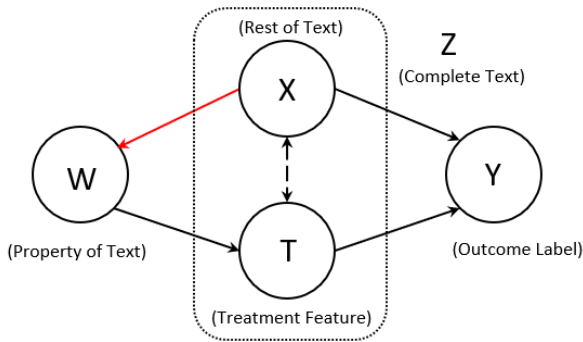 (Rest of Text)
X
Z
(Complete Text)
W
(Property of Text)
Y
(Outcome Label)
T
(Treatment Feature)